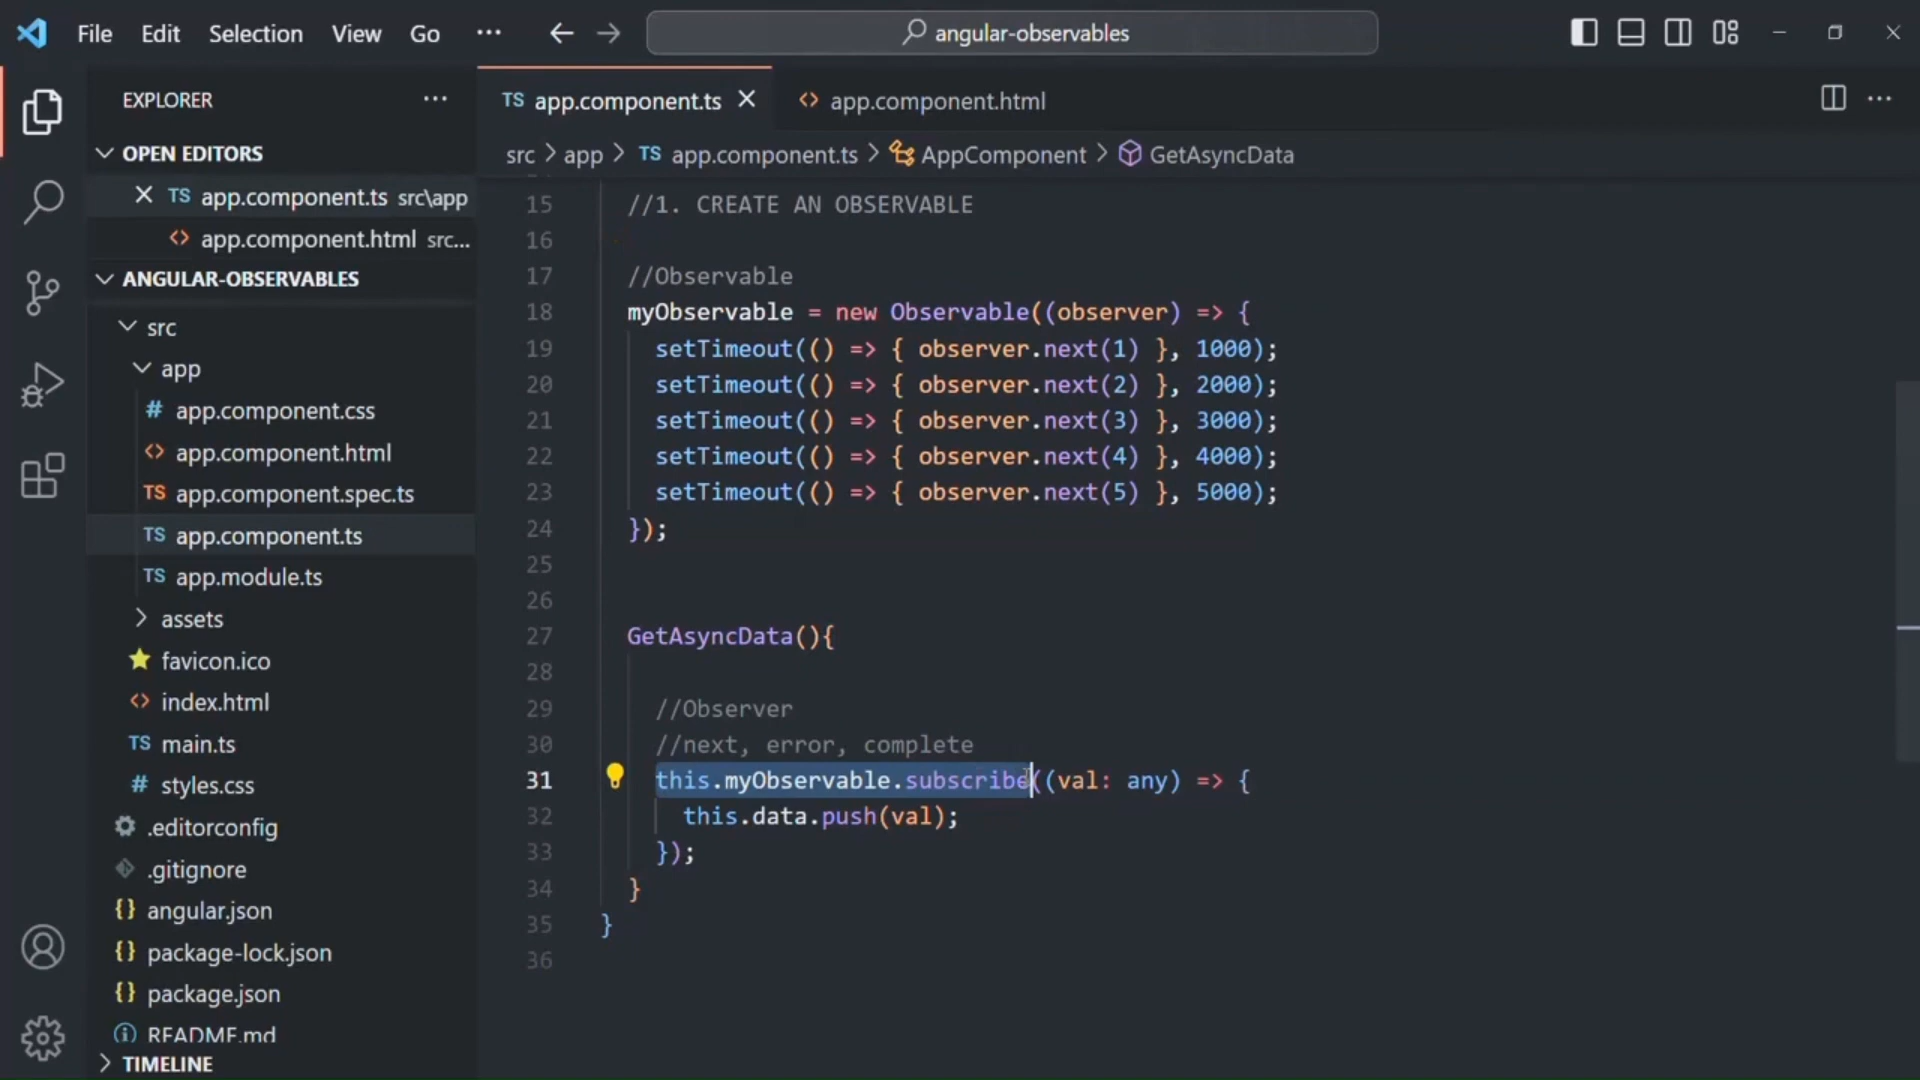 File Edit Selection View Go ··· angular-observables
EXPLORER ···
OPEN EDITORS
TS app.component.ts src\app
<> app.component.html src...
ANGULAR-OBSERVABLES
src
app
# app.component.css
<> app.component.html
TS app.component.spec.ts
TS app.component.ts
TS app.module.ts
assets
favicon.ico
<> index.html
TS main.ts
# styles.css
.editorconfig
.gitignore
{} angular.json
{} package-lock.json
{} package.json
README.md
TIMELINE
TS app.component.ts <> app.component.html
src > app > TS app.component.ts > AppComponent > GetAsyncData
15 //1. CREATE AN OBSERVABLE
16
17 //Observable
18 myObservable = new Observable((observer) => {
19 setTimeout(() => { observer.next(1) }, 1000);
20 setTimeout(() => { observer.next(2) }, 2000);
21 setTimeout(() => { observer.next(3) }, 3000);
22 setTimeout(() => { observer.next(4) }, 4000);
23 setTimeout(() => { observer.next(5) }, 5000);
24 });
25
26
27 GetAsyncData(){
28
29 //Observer
30 //next, error, complete
31 this.myObservable.subscribe((val: any) => {
32 this.data.push(val);
33 });
34 }
35 }
36